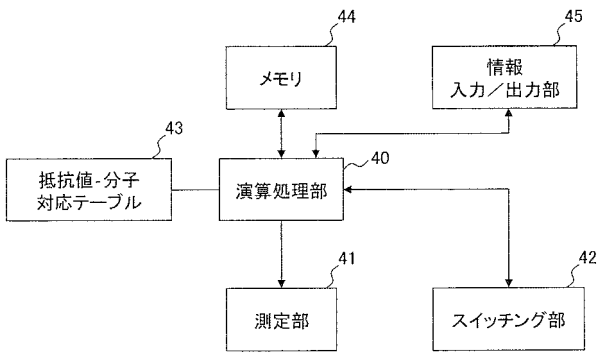 44
メモリ
45
情報
入力／出力部
43
抵抗値-分子
対応テーブル
40
演算処理部
41
測定部
42
スイッチング部